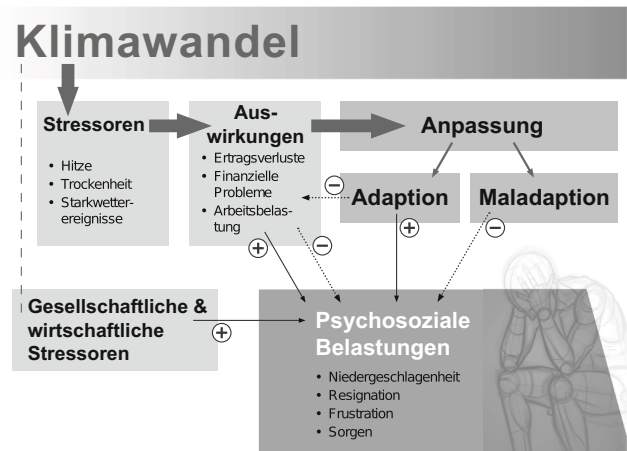 Klimawandel
Stressoren
• Hitze
• Trockenheit
• Starkwetter-
ereignisse
Aus-
wirkungen
• Ertragsverluste
• Finanzielle
Probleme
• Arbeitsbelas-
tung
Anpassung
Adaption
Maladaption
−
+
−
+
−
Gesellschaftliche &
wirtschaftliche
Stressoren
+
Psychosoziale
Belastungen
• Niedergeschlagenheit
• Resignation
• Frustration
• Sorgen